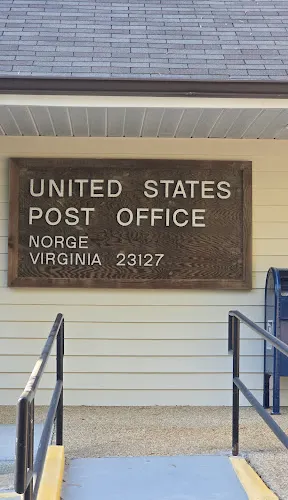 UNITED STATES
POST OFFICE
NORGE
VIRGINIA 23127